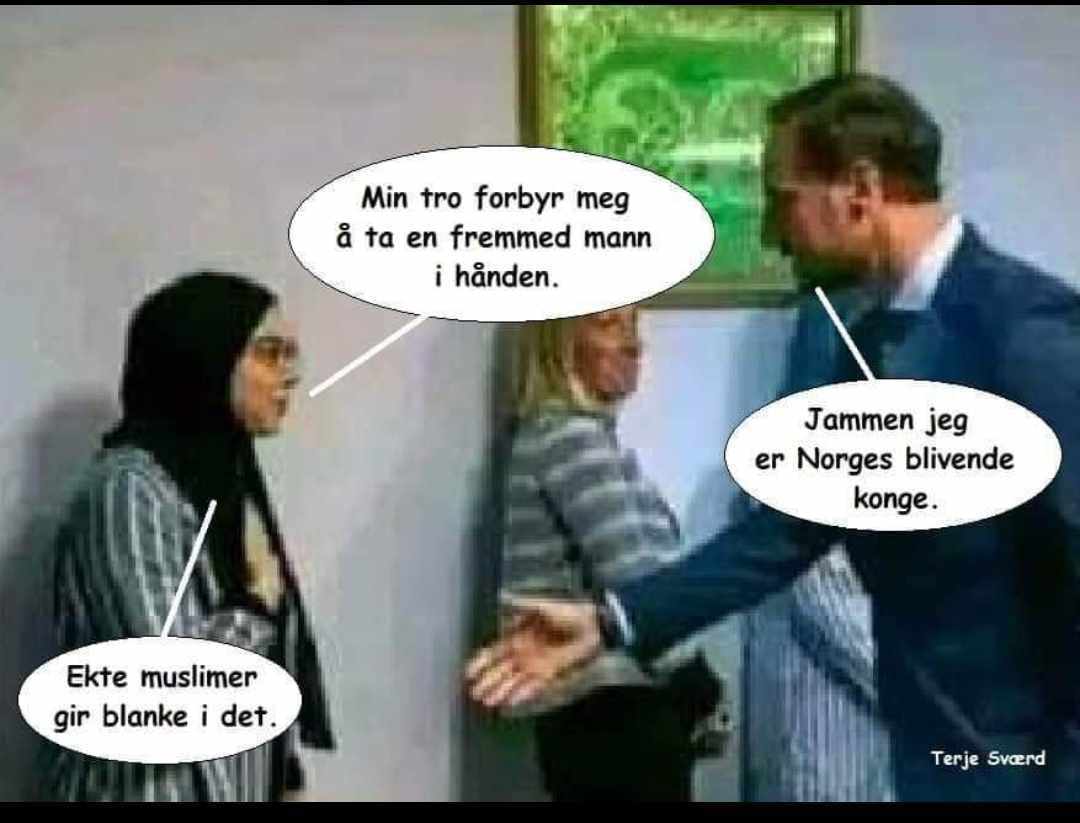 Min tro forbyr meg
å ta en fremmed mann
i hånden.
Jammen jeg
er Norges blivende
konge.
Ekte muslimer
gir blanke i det.
Terje Sværd